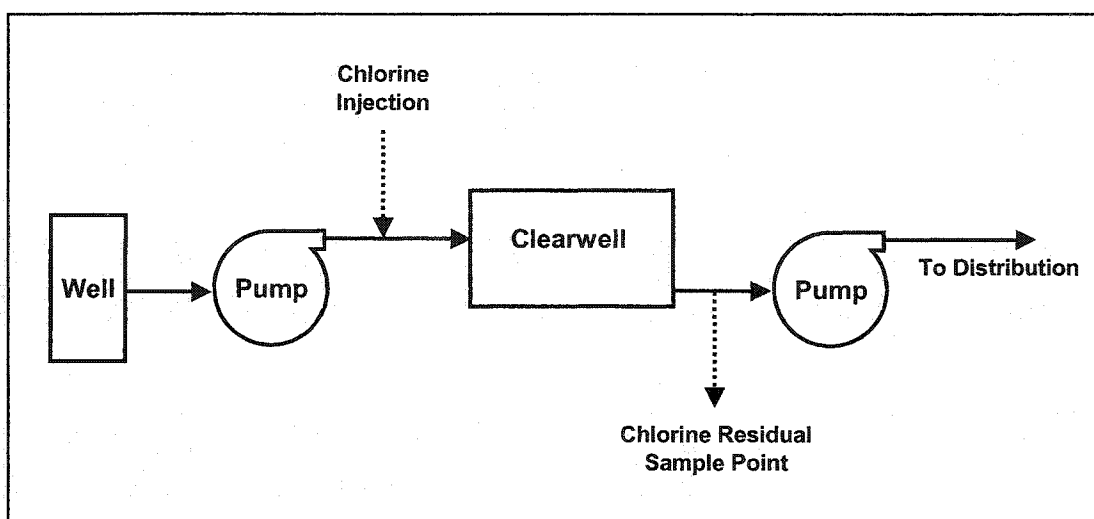 Chlorine
Injection
Well
Pump
Clearwell
Pump
To Distribution
Chlorine Residual
Sample Point